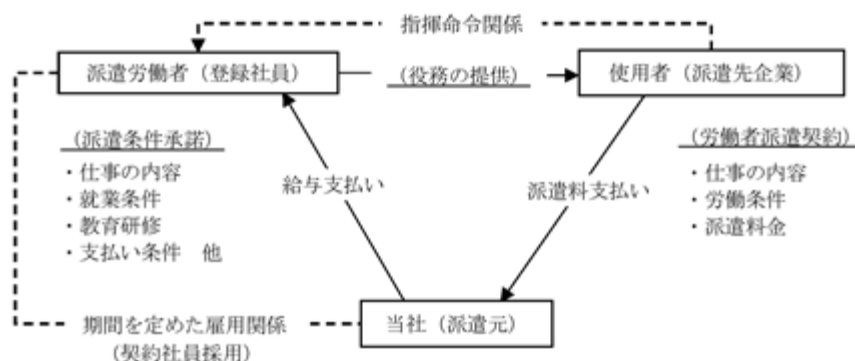 指揮命令関係
派遣労働者（登録社員）
（役務の提供）
使用者（派遣先企業）
（派遣条件承諾）
・仕事の内容
・就業条件
・教育研修
・支払い条件　他
給与支払い
派遣料支払い
（労働者派遣契約）
・仕事の内容
・労働条件
・派遣料金
期間を定めた雇用関係
（契約社員採用）
当社（派遣元）